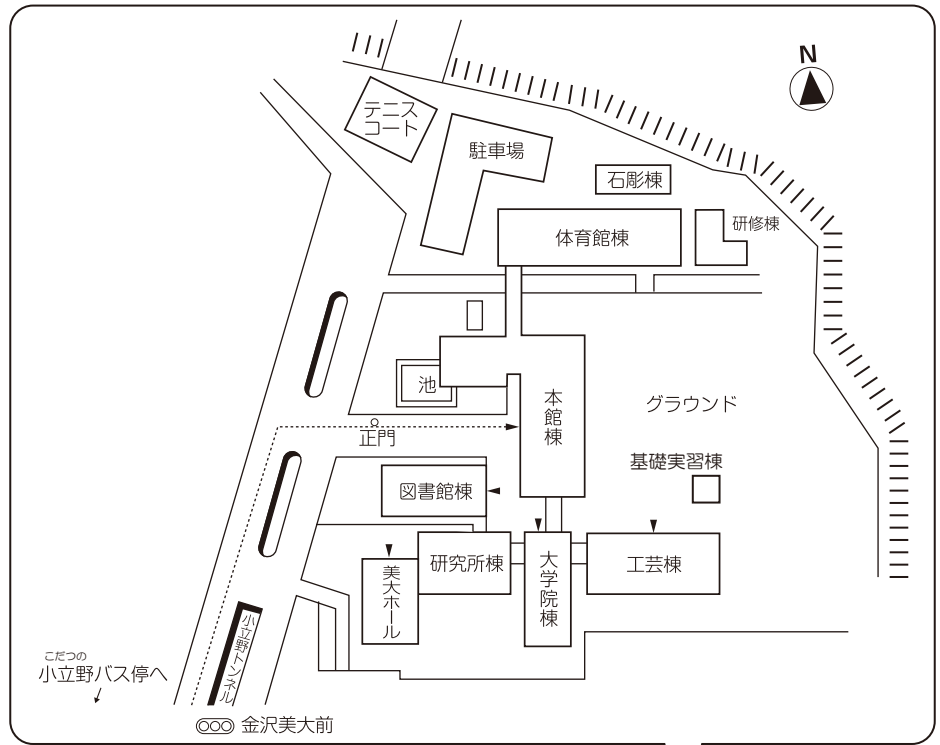 N
テニス
コート
駐車場
石彫棟
研修棟
体育館棟
池
本館棟
グラウンド
正門
基礎実習棟
図書館棟
研究所棟
大学院棟
工芸棟
美大ホール
小立野トンネル
こだつの
小立野バス停へ
金沢美大前